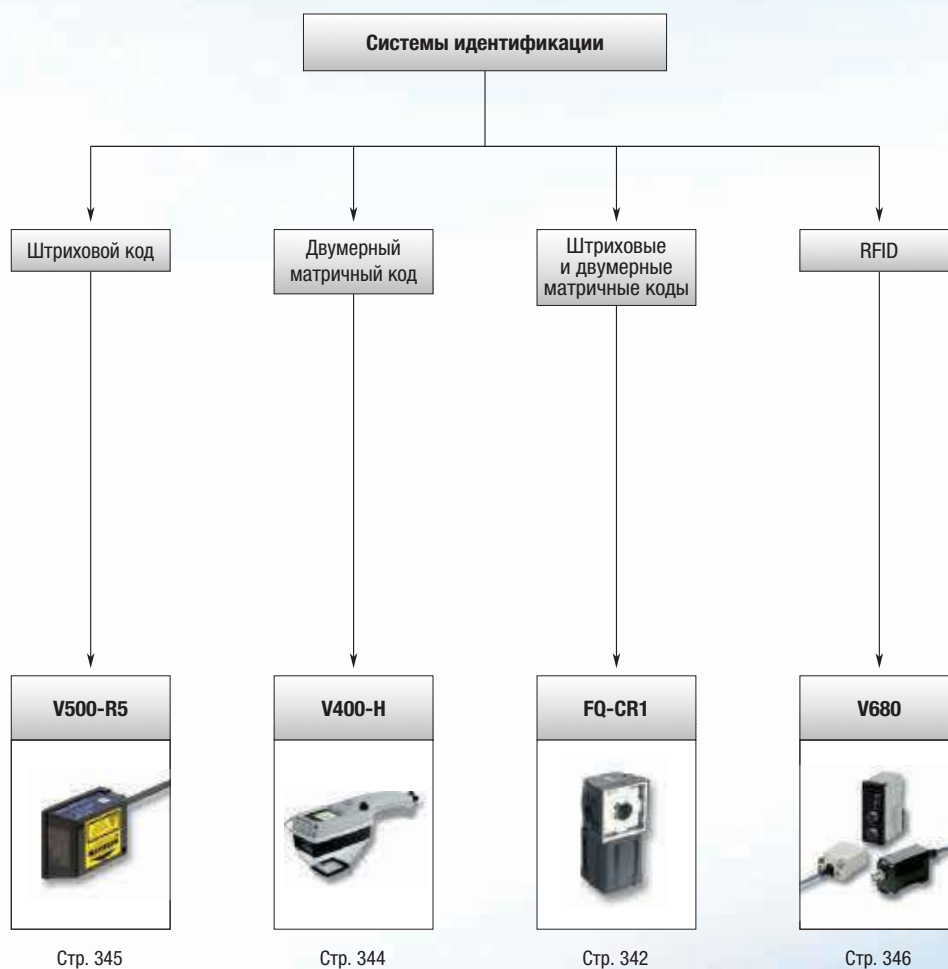 Системы идентификации
Штриховой код
Двумерный
матричный код
Штриховые
и двумерные
матричные коды
RFID
V500-R5
V400-H
FQ-CR1
V680
Стр. 345
Стр. 344
Стр. 342
Стр. 346